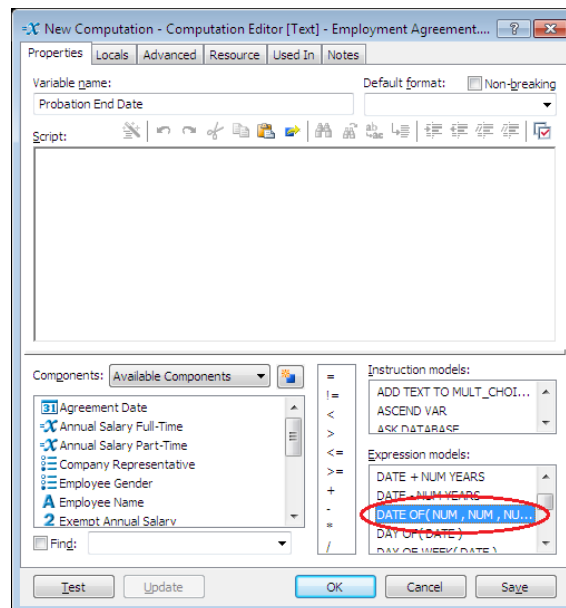 =X New Computation - Computation Editor [Text] - Employment Agreement....
Properties Locals Advanced Resource Used In Notes
Variable name: Default format: Non-breaking
Probation End Date
Script:
Components: Available Components
31 Agreement Date
=X Annual Salary Full-Time
=X Annual Salary Part-Time
Company Representative
Employee Gender
A Employee Name
2 Exempt Annual Salary
Find:
=
!=
<
>
<=
>=
+
-
*
/
Instruction models:
ADD TEXT TO MULT_CHOI...
ASCEND VAR
ASK DATABASE
Expression models:
DATE + NUM YEARS
DATE - NUM YEARS
DATE OF( NUM , NUM , NU...
DAY OF( DATE )
DAY OF WEEK( DATE )
Test Update OK Cancel Save